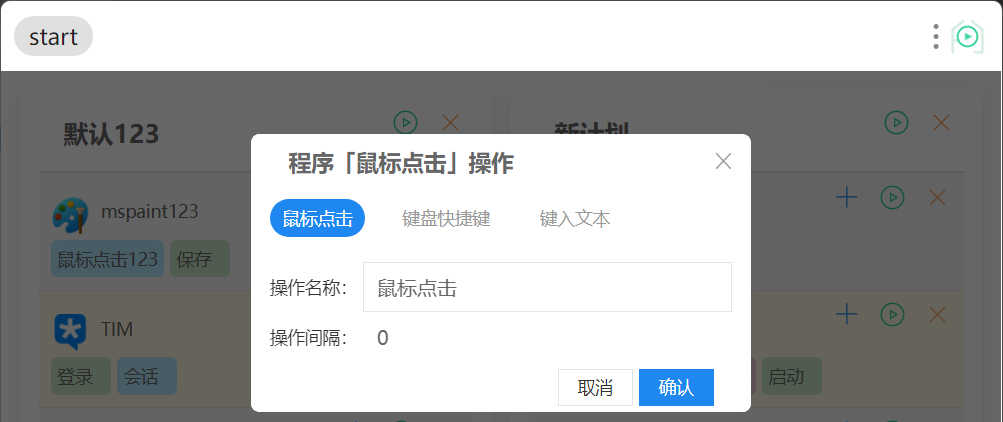 start
默认123
新计划
程序「鼠标点击」操作
mspaint123
鼠标点击 键盘快捷键 键入文本
鼠标点击123 保存
操作名称: 鼠标点击
TIM
操作间隔: 0
登录 会话
启动
取消 确认